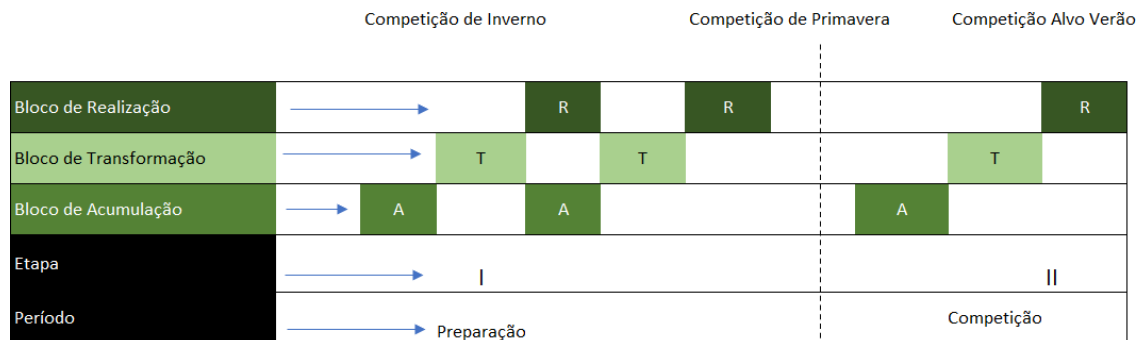 Competição de Inverno Competição de Primavera Competição Alvo Verão
Bloco de Realização R R R
Bloco de Transformação T T T
Bloco de Acumulação A A A
Etapa I II
Período Preparação Competição